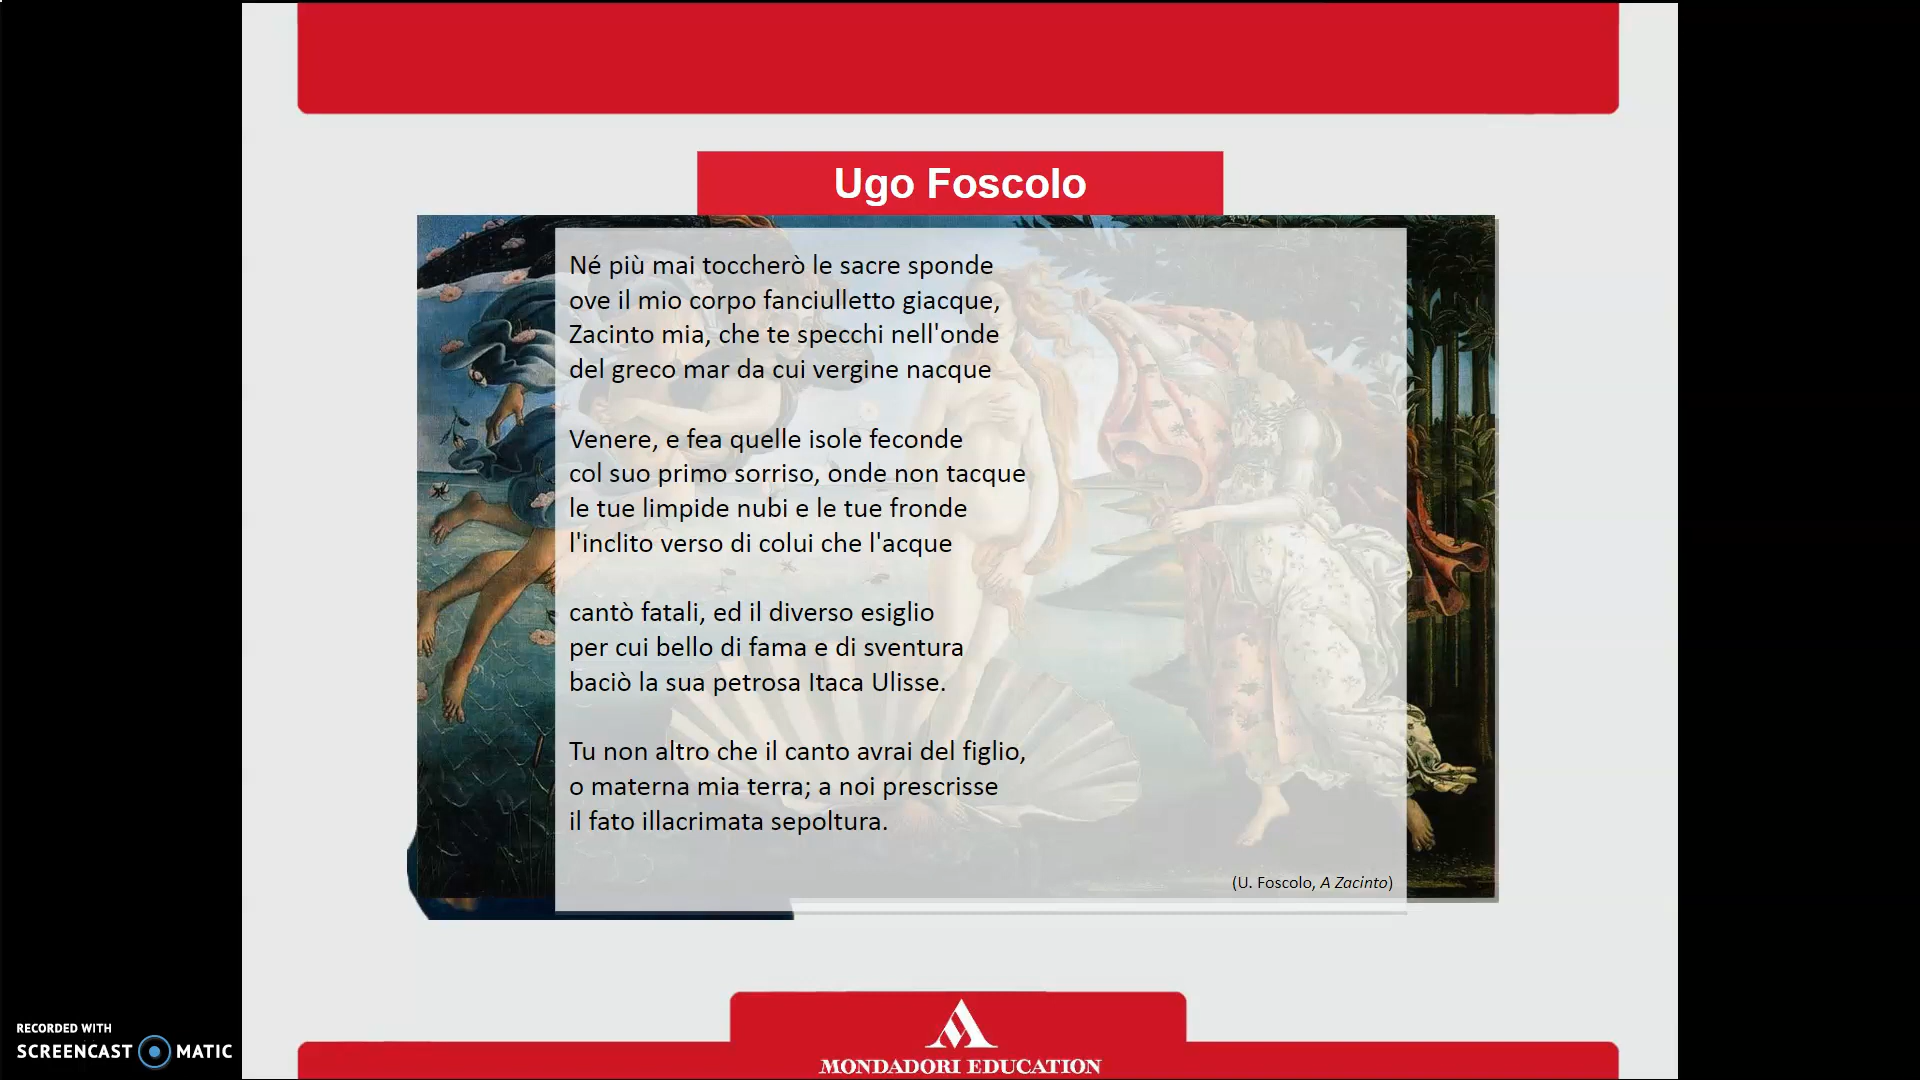 Ugo Foscolo
Né più mai toccherò le sacre sponde
ove il mio corpo fanciulletto giacque,
Zacinto mia, che te specchi nell'onde
del greco mar da cui vergine nacque
Venere, e fea quelle isole feconde
col suo primo sorriso, onde non tacque
le tue limpide nubi e le tue fronde
l'inclito verso di colui che l'acque
cantò fatali, ed il diverso esiglio
per cui bello di fama e di sventura
baciò la sua petrosa Itaca Ulisse.
Tu non altro che il canto avrai del figlio,
o materna mia terra; a noi prescrisse
il fato illacrimata sepoltura.
(U. Foscolo, A Zacinto)
MONDADORI EDUCATION
RECORDED WITH
SCREENCAST MATIC